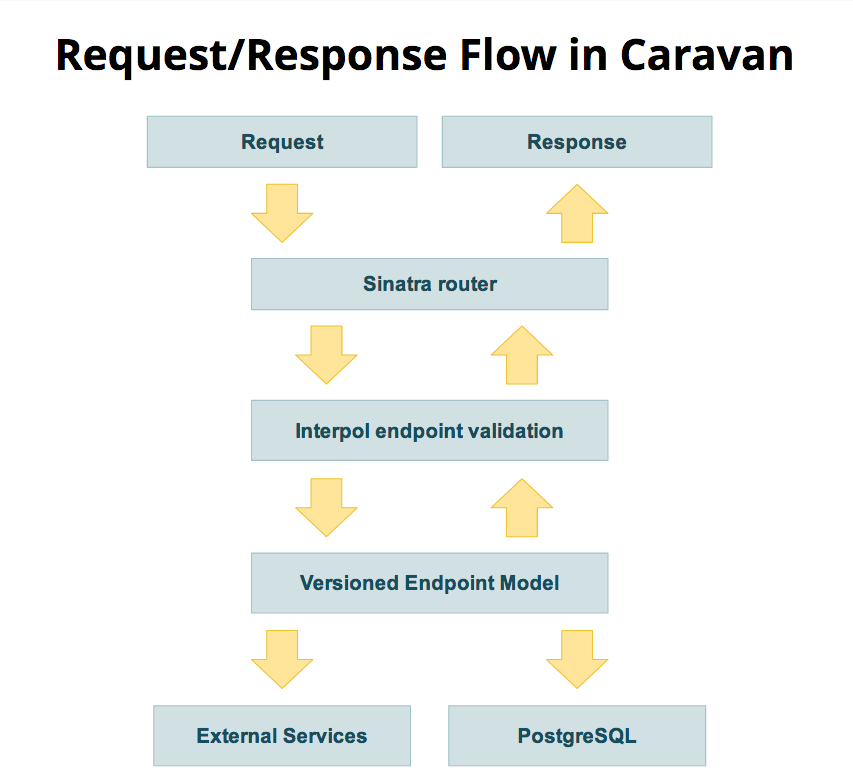 Request/Response Flow in Caravan
Request
Response
Sinatra router
Interpol endpoint validation
Versioned Endpoint Model
External Services
PostgreSQL